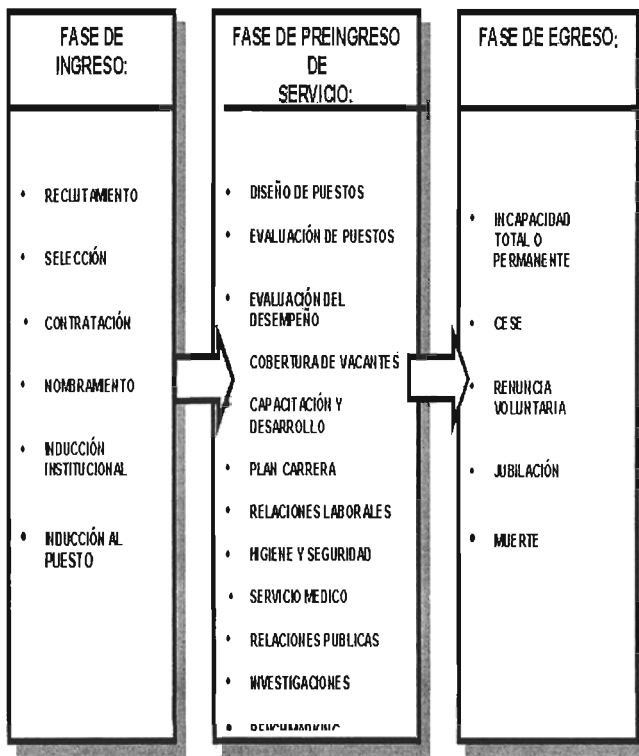 FASE DE
INGRESO:
• RECLUTAMIENTO
• SELECCIÓN
• CONTRATACIÓN
• NOMBRAMIENTO
• INDUCCIÓN
INSTITUCIONAL
• INDUCCIÓN AL
PUESTO
FASE DE PREINGRESO
DE
SERVICIO:
• DISEÑO DE PUESTOS
• EVALUACIÓN DE PUESTOS
• EVALUACIÓN DEL
DESEMPEÑO
COBERTURA DE VACANTES
CAPACITACIÓN Y
DESARROLLO
• PLAN CARRERA
• RELACIONES LABORALES
• HIGIENE Y SEGURIDAD
• SERVICIO MEDICO
• RELACIONES PUBLICAS
• INVESTIGACIONES
• BENCHMARKING
FASE DE EGRESO:
• INCAPACIDAD
TOTAL O
PERMANENTE
• CESE
• RENUNCIA
VOLUNTARIA
• JUBILACIÓN
• MUERTE